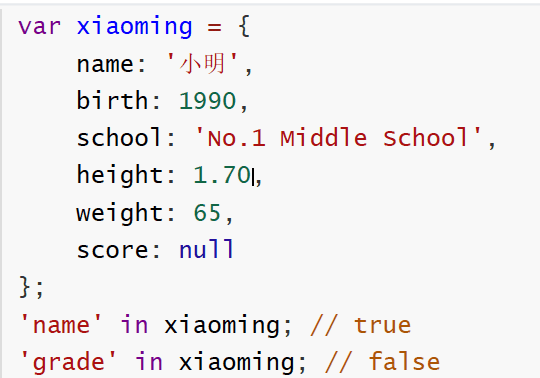 var xiaoming = {
    name: '小明',
    birth: 1990,
    school: 'No.1 Middle School',
    height: 1.70,
    weight: 65,
    score: null
};
'name' in xiaoming; // true
'grade' in xiaoming; // false